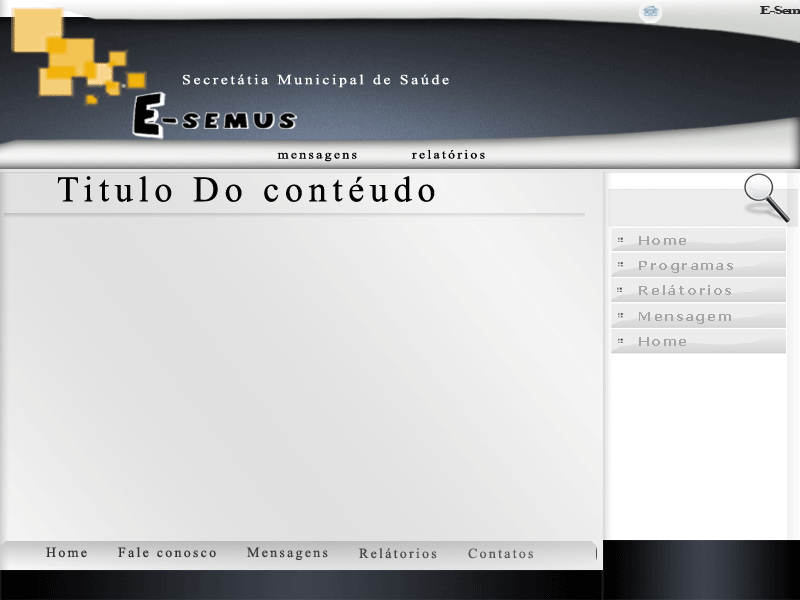 E-Sem
Secretátia Municipal de Saúde
E-SEMUS
mensagens relatórios
Titulo Do contéudo
Home
Programas
Relátorios
Mensagem
Home
Home Fale conosco Mensagens Relátorios Contatos